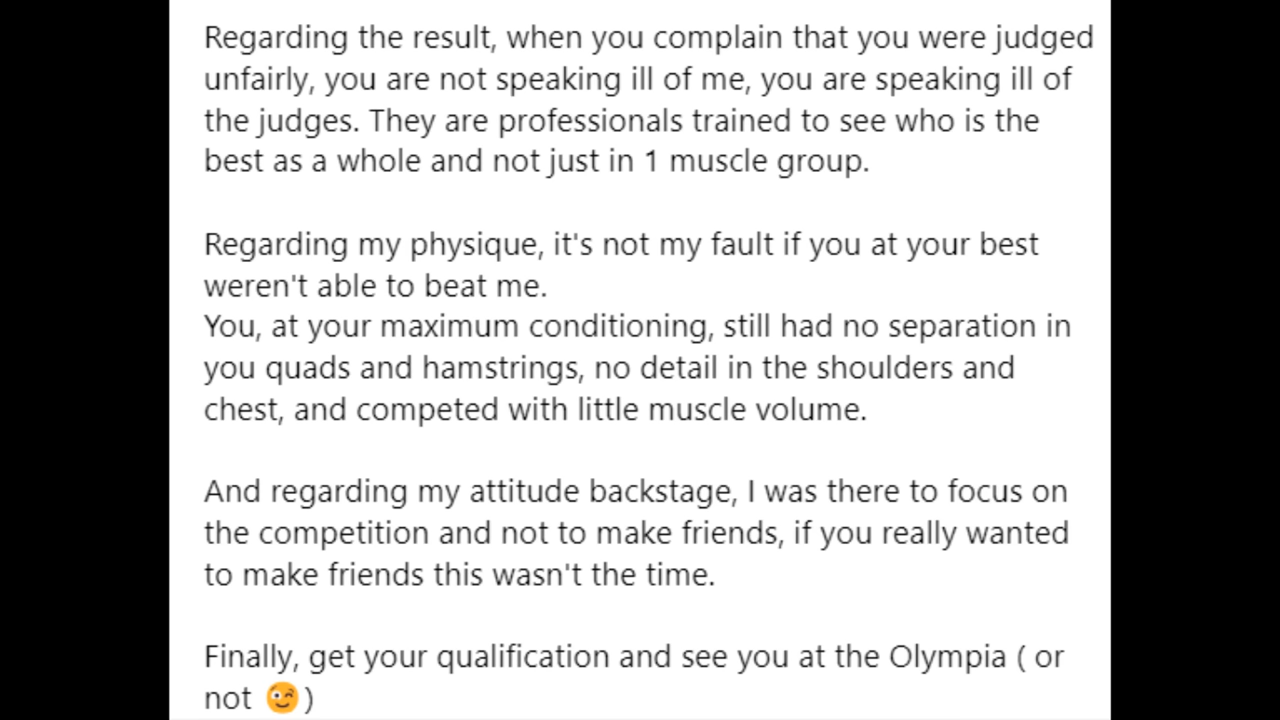 Regarding the result, when you complain that you were judged
unfairly, you are not speaking ill of me, you are speaking ill of
the judges. They are professionals trained to see who is the
best as a whole and not just in 1 muscle group.
Regarding my physique, it's not my fault if you at your best
weren't able to beat me.
You, at your maximum conditioning, still had no separation in
you quads and hamstrings, no detail in the shoulders and
chest, and competed with little muscle volume.
And regarding my attitude backstage, I was there to focus on
the competition and not to make friends, if you really wanted
to make friends this wasn't the time.
Finally, get your qualification and see you at the Olympia ( or
not 😉)